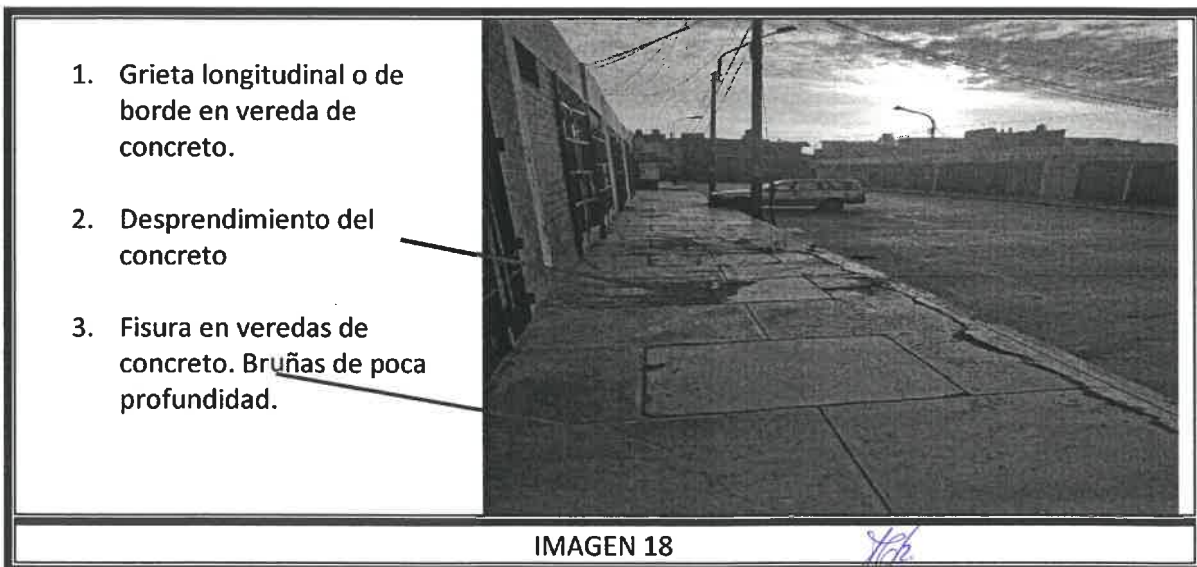 1. Grieta longitudinal o de
borde en vereda de
concreto.
2. Desprendimiento del
concreto
3. Fisura en veredas de
concreto. Bruñas de poca
profundidad.
IMAGEN 18